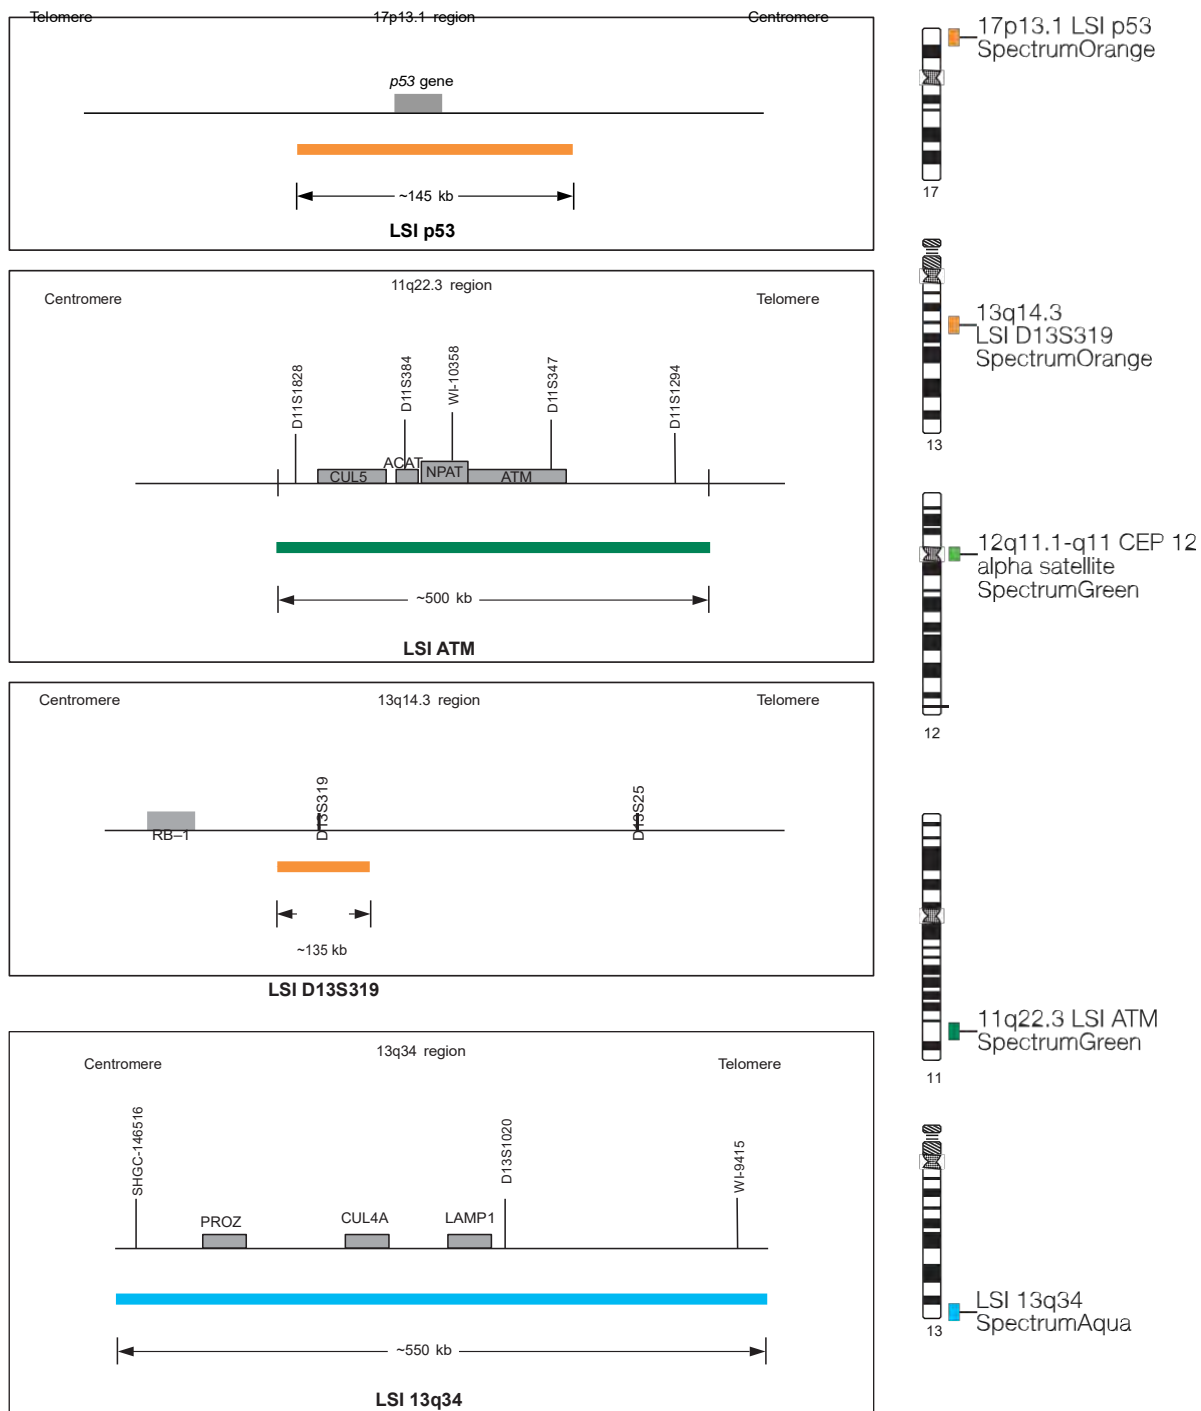 Telomere 17p13.1 region Centromere
p53 gene
~145 kb
LSI p53
11q22.3 region
Centromere Telomere
D11S1828
D11S384
WI-10358
D11S347
D11S1294
CUL5
ACAT
NPAT
ATM
~500 kb
LSI ATM
Centromere 13q14.3 region Telomere
RB–1
D13S319
D13S25
~135 kb
LSI D13S319
13q34 region
Centromere Telomere
SHGC-146516
PROZ
CUL4A
LAMP1
D13S1020
WI-9415
~550 kb
LSI 13q34
17p13.1 LSI p53
SpectrumOrange
17
13q14.3
LSI D13S319
SpectrumOrange
13
12q11.1-q11 CEP 12
alpha satellite
SpectrumGreen
12
11q22.3 LSI ATM
SpectrumGreen
11
LSI 13q34
SpectrumAqua
13